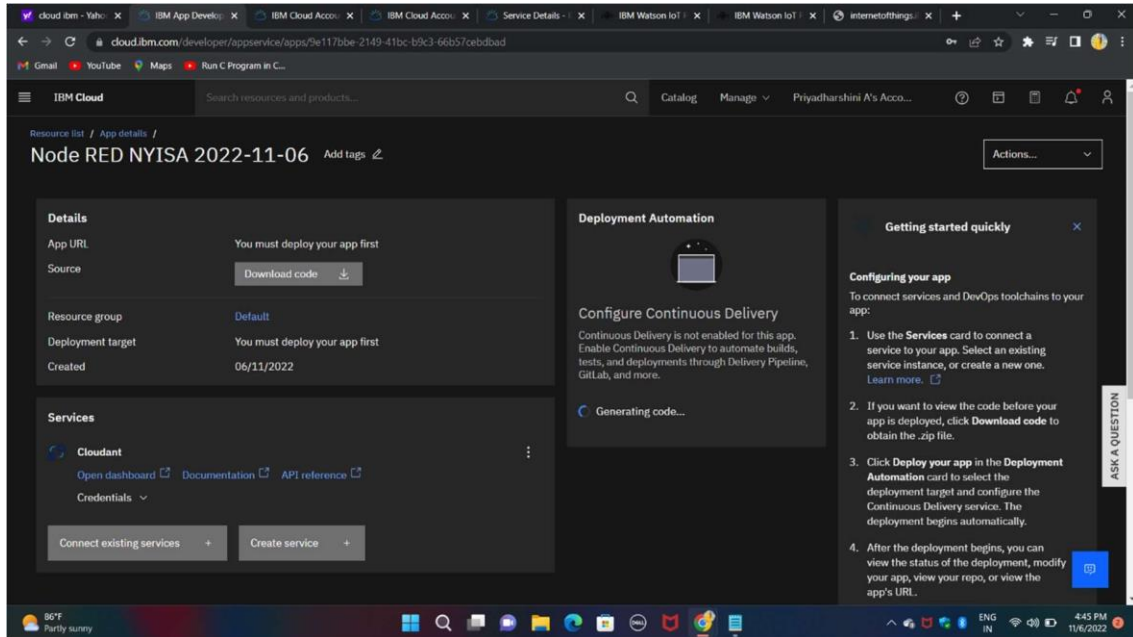 cloud ibm - Yaho
IBM App Develop
IBM Cloud Accou
IBM Cloud Accou
Service Details -
IBM Watson IoT
IBM Watson IoT
internetofthings.
cloud.ibm.com/developer/appservice/apps/9e117bbe-2149-41bc-b9c3-66b57cebdbad
Gmail YouTube Maps Run C Program in C...
IBM Cloud
Search resources and products...
Catalog Manage Priyadharshini A's Acco...
Resource list / App details /
Node RED NYISA 2022-11-06 Add tags
Actions...
Details
App URL You must deploy your app first
Source Download code
Resource group Default
Deployment target You must deploy your app first
Created 06/11/2022
Services
Cloudant
Open dashboard Documentation API reference
Credentials
Connect existing services + Create service +
Deployment Automation
Configure Continuous Delivery
Continuous Delivery is not enabled for this app.
Enable Continuous Delivery to automate builds,
tests, and deployments through Delivery Pipeline,
GitLab, and more.
Generating code...
Getting started quickly
Configuring your app
To connect services and DevOps toolchains to your
app:
1. Use the Services card to connect a
service to your app. Select an existing
service instance, or create a new one.
Learn more.
2. If you want to view the code before your
app is deployed, click Download code to
obtain the .zip file.
3. Click Deploy your app in the Deployment
Automation card to select the
deployment target and configure the
Continuous Delivery service. The
deployment begins automatically.
4. After the deployment begins, you can
view the status of the deployment, modify
your app, view your repo, or view the
app's URL.
ASK A QUESTION
86°F
Partly sunny
ENG
IN
4:45 PM
11/6/2022